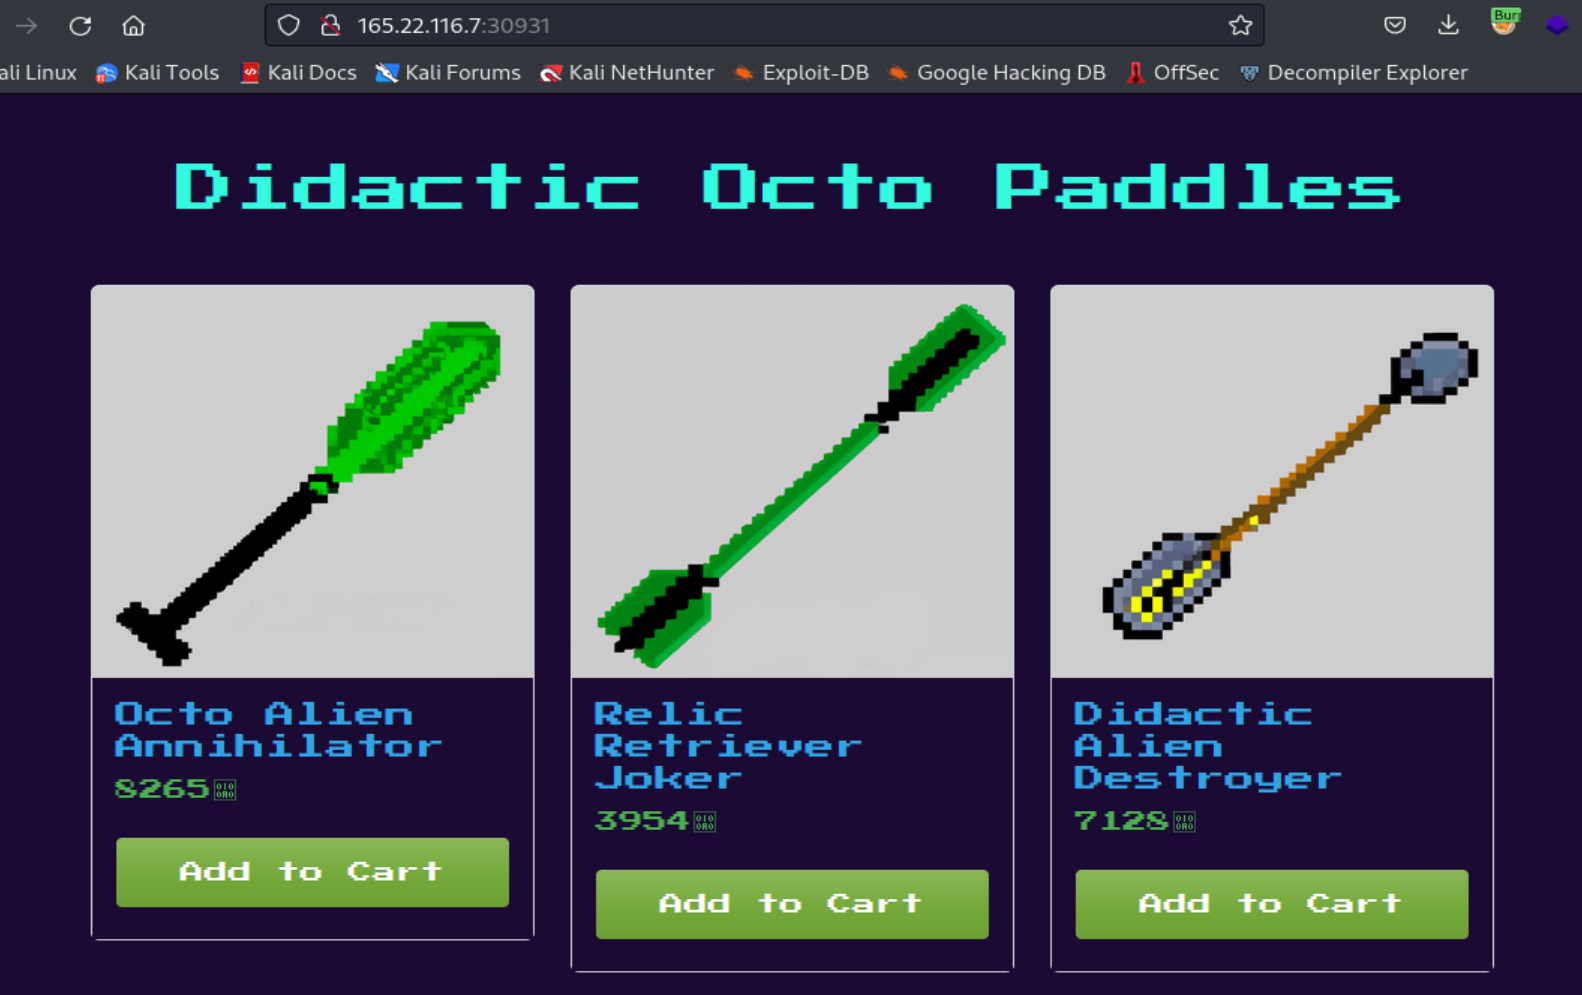 165.22.116.7:30931
Bur
ali Linux Kali Tools Kali Docs Kali Forums Kali NetHunter Exploit-DB Google Hacking DB OffSec Decompiler Explorer
Didactic Octo Paddles
Octo Alien
Annihilator
8265
Add to Cart
Relic
Retriever
Joker
3954
Add to Cart
Didactic
Alien
Destroyer
7128
Add to Cart